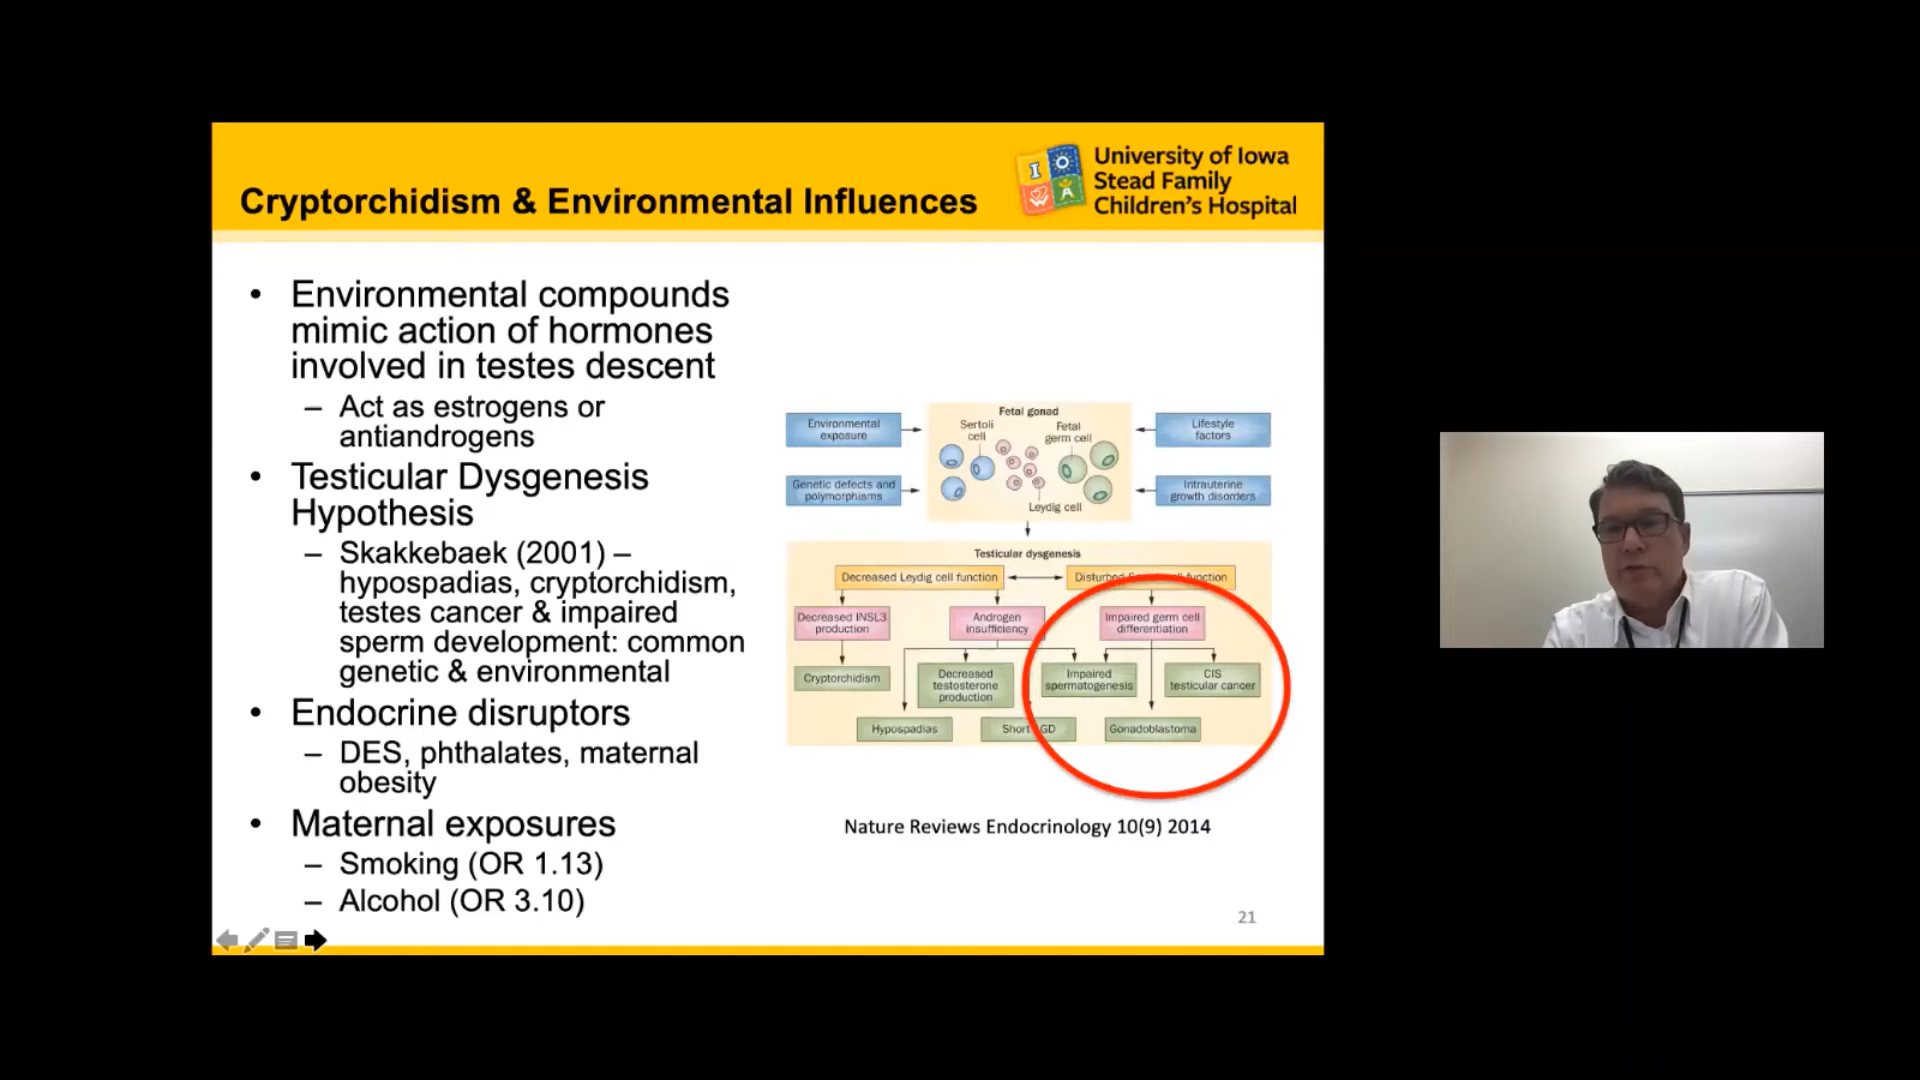 Cryptorchidism & Environmental Influences
University of Iowa
Stead Family
Children's Hospital
• Environmental compounds
mimic action of hormones
involved in testes descent
– Act as estrogens or
antiandrogens
• Testicular Dysgenesis
Hypothesis
– Skakkebaek (2001) –
hypospadias, cryptorchidism,
testes cancer & impaired
sperm development: common
genetic & environmental
• Endocrine disruptors
– DES, phthalates, maternal
obesity
• Maternal exposures
– Smoking (OR 1.13)
– Alcohol (OR 3.10)
Environmental
exposure
Genetic defects and
polymorphisms
Fetal gonad
Sertoli
cell
Fetal
germ cell
Leydig cell
Lifestyle
factors
Intrauterine
growth disorders
Testicular dysgenesis
Decreased Leydig cell function
Disturbed function
Decreased INSL3
production
Androgen
insufficiency
Impaired germ cell
differentiation
Cryptorchidism
Decreased
testosterone
production
Impaired
spermatogenesis
CIS
testicular cancer
Hypospadias
Short GD
Gonadoblastoma
Nature Reviews Endocrinology 10(9) 2014
21